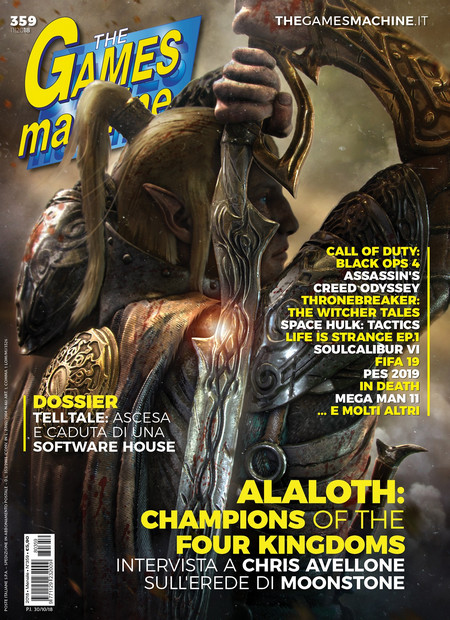 359
THEGAMESMACHINE.IT
THE
GAMES
machine
CALL OF DUTY:
BLACK OPS 4
ASSASSIN'S
CREED ODYSSEY
THRONEBREAKER:
THE WITCHER TALES
SPACE HULK: TACTICS
LIFE IS STRANGE EP.1
SOULCALIBUR VI
FIFA 19
PES 2019
IN DEATH
MEGA MAN 11
... E MOLTI ALTRI
DOSSIER
TELLTALE: ASCESA
E CADUTA DI UNA
SOFTWARE HOUSE
ALALOTH:
CHAMPIONS OF THE
FOUR KINGDOMS
INTERVISTA A CHRIS AVELLONE
SULL'EREDE DI MOONSTONE
P.I. 30/10/18